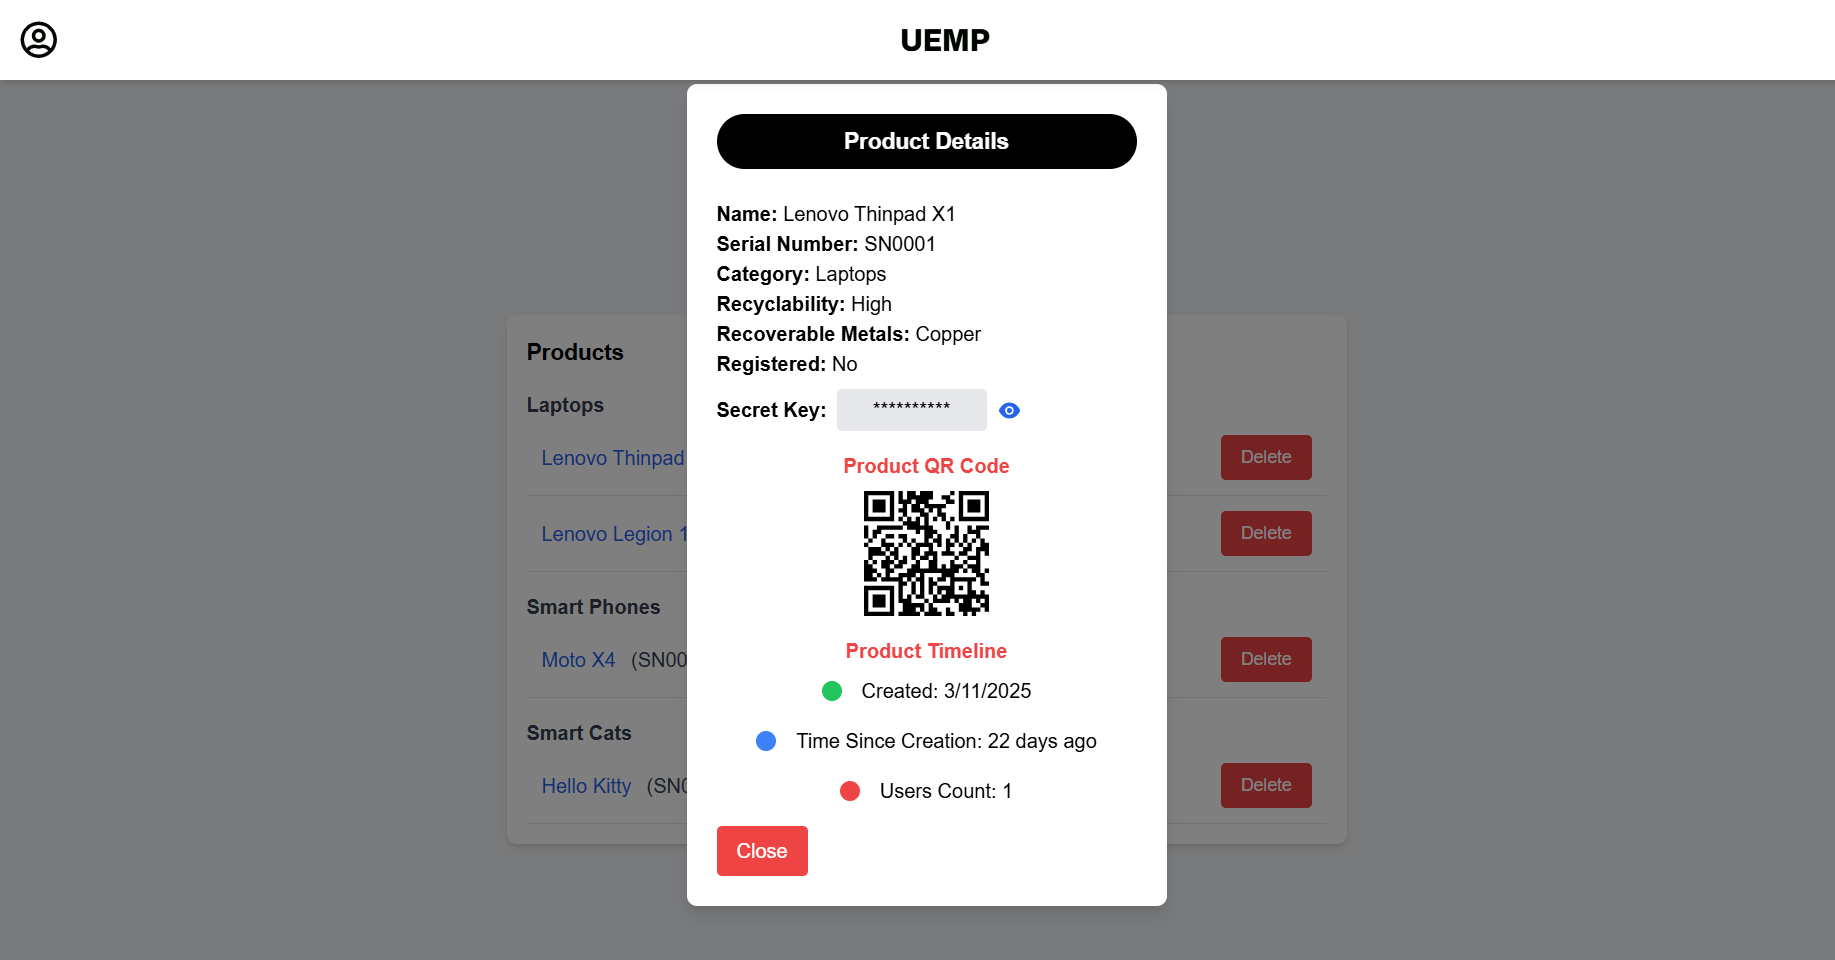 UEMP
Product Details
Name: Lenovo Thinpad X1
Serial Number: SN0001
Category: Laptops
Recyclability: High
Recoverable Metals: Copper
Registered: No
Secret Key: **********
Product QR Code
Product Timeline
Created: 3/11/2025
Time Since Creation: 22 days ago
Users Count: 1
Close
Products
Laptops
Lenovo Thinpad
Delete
Lenovo Legion 1
Delete
Smart Phones
Moto X4 (SN00
Delete
Smart Cats
Hello Kitty (SN0
Delete